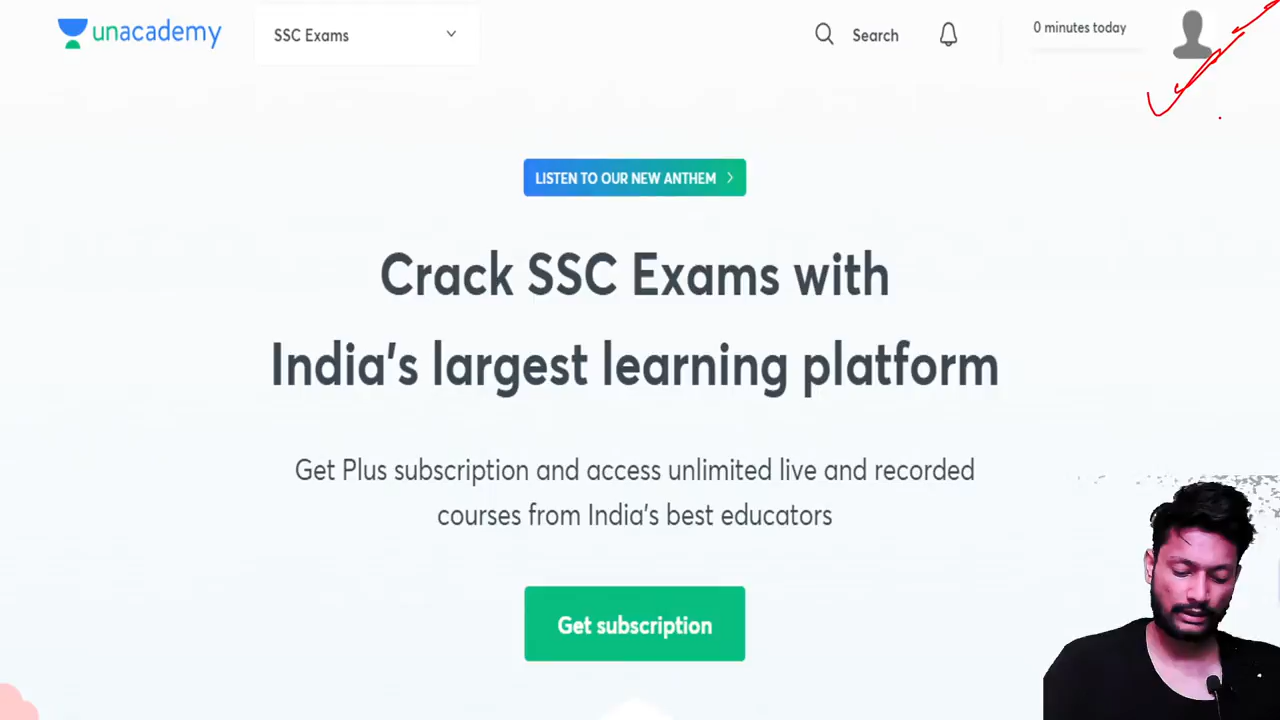 unacademy
SSC Exams
Search
0 minutes today
LISTEN TO OUR NEW ANTHEM
Crack SSC Exams with
India's largest learning platform
Get Plus subscription and access unlimited live and recorded
courses from India's best educators
Get subscription